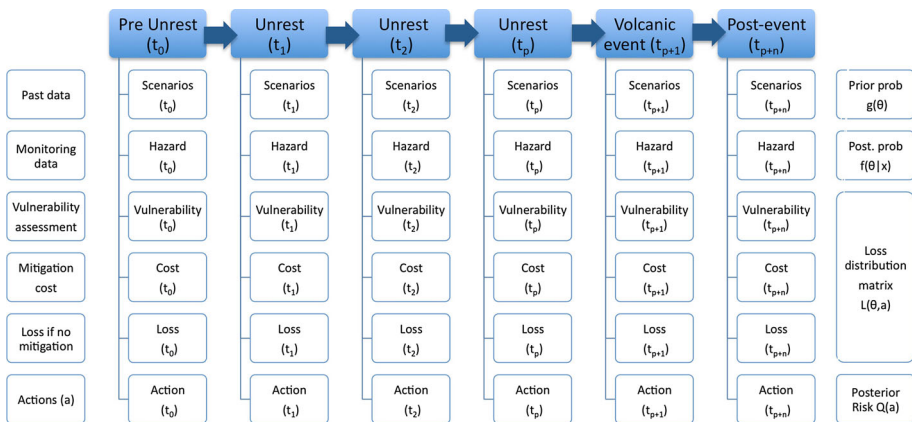 Pre Unrest
(t₀)
Unrest
(t₁)
Unrest
(t₂)
Unrest
(tₚ)
Volcanic
event (tₚ₊₁)
Post-event
(tₚ₊ₙ)
Past data
Scenarios
(t₀)
Scenarios
(t₁)
Scenarios
(t₂)
Scenarios
(tₚ)
Scenarios
(tₚ₊₁)
Scenarios
(tₚ₊ₙ)
Prior prob
g(θ)
Monitoring
data
Hazard
(t₀)
Hazard
(t₁)
Hazard
(t₂)
Hazard
(tₚ)
Hazard
(tₚ₊₁)
Hazard
(tₚ₊ₙ)
Post. prob
f(θ|x)
Vulnerability
assessment
Vulnerability
(t₀)
Vulnerability
(t₁)
Vulnerability
(t₂)
Vulnerability
(tₚ)
Vulnerability
(tₚ₊₁)
Vulnerability
(tₚ₊ₙ)
Loss
distribution
matrix
L(θ,a)
Mitigation
cost
Cost
(t₀)
Cost
(t₁)
Cost
(t₂)
Cost
(tₚ)
Cost
(tₚ₊₁)
Cost
(tₚ₊ₙ)
Loss if no
mitigation
Loss
(t₀)
Loss
(t₁)
Loss
(t₂)
Loss
(tₚ)
Loss
(tₚ₊₁)
Loss
(tₚ₊ₙ)
Actions (a)
Action
(t₀)
Action
(t₁)
Action
(t₂)
Action
(tₚ)
Action
(tₚ₊₁)
Action
(tₚ₊ₙ)
Posterior
Risk Q(a)